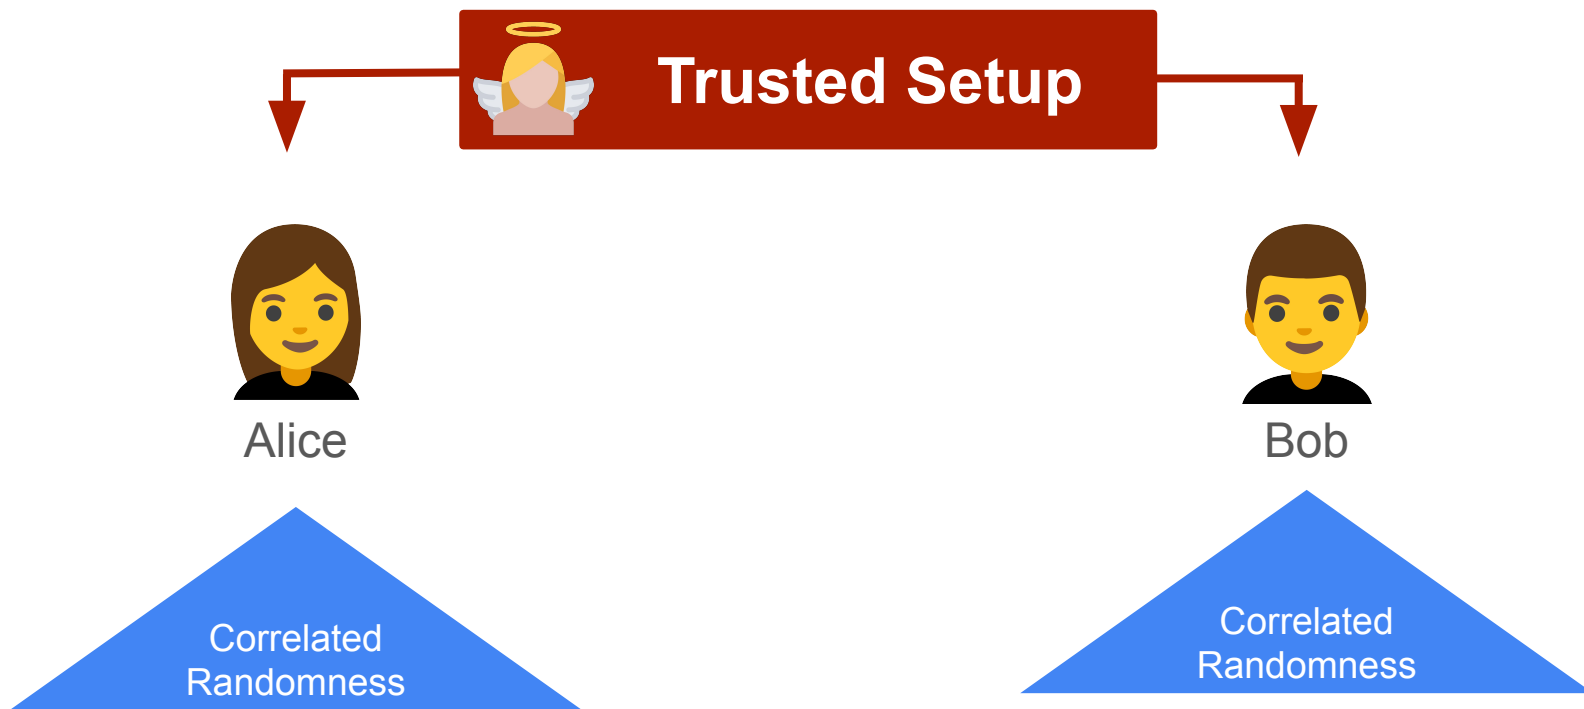 Trusted Setup
Alice
Bob
Correlated
Randomness
Correlated
Randomness